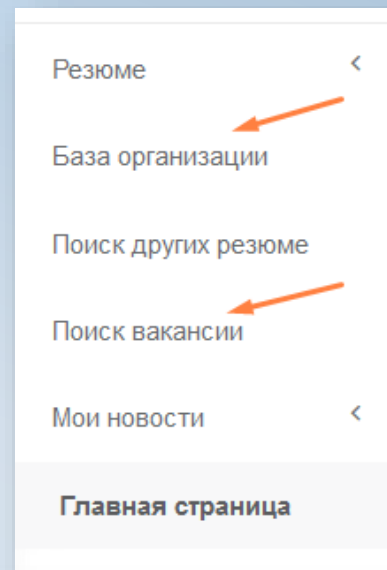 Резюме
База организации
Поиск других резюме
Поиск вакансии
Мои новости
Главная страница